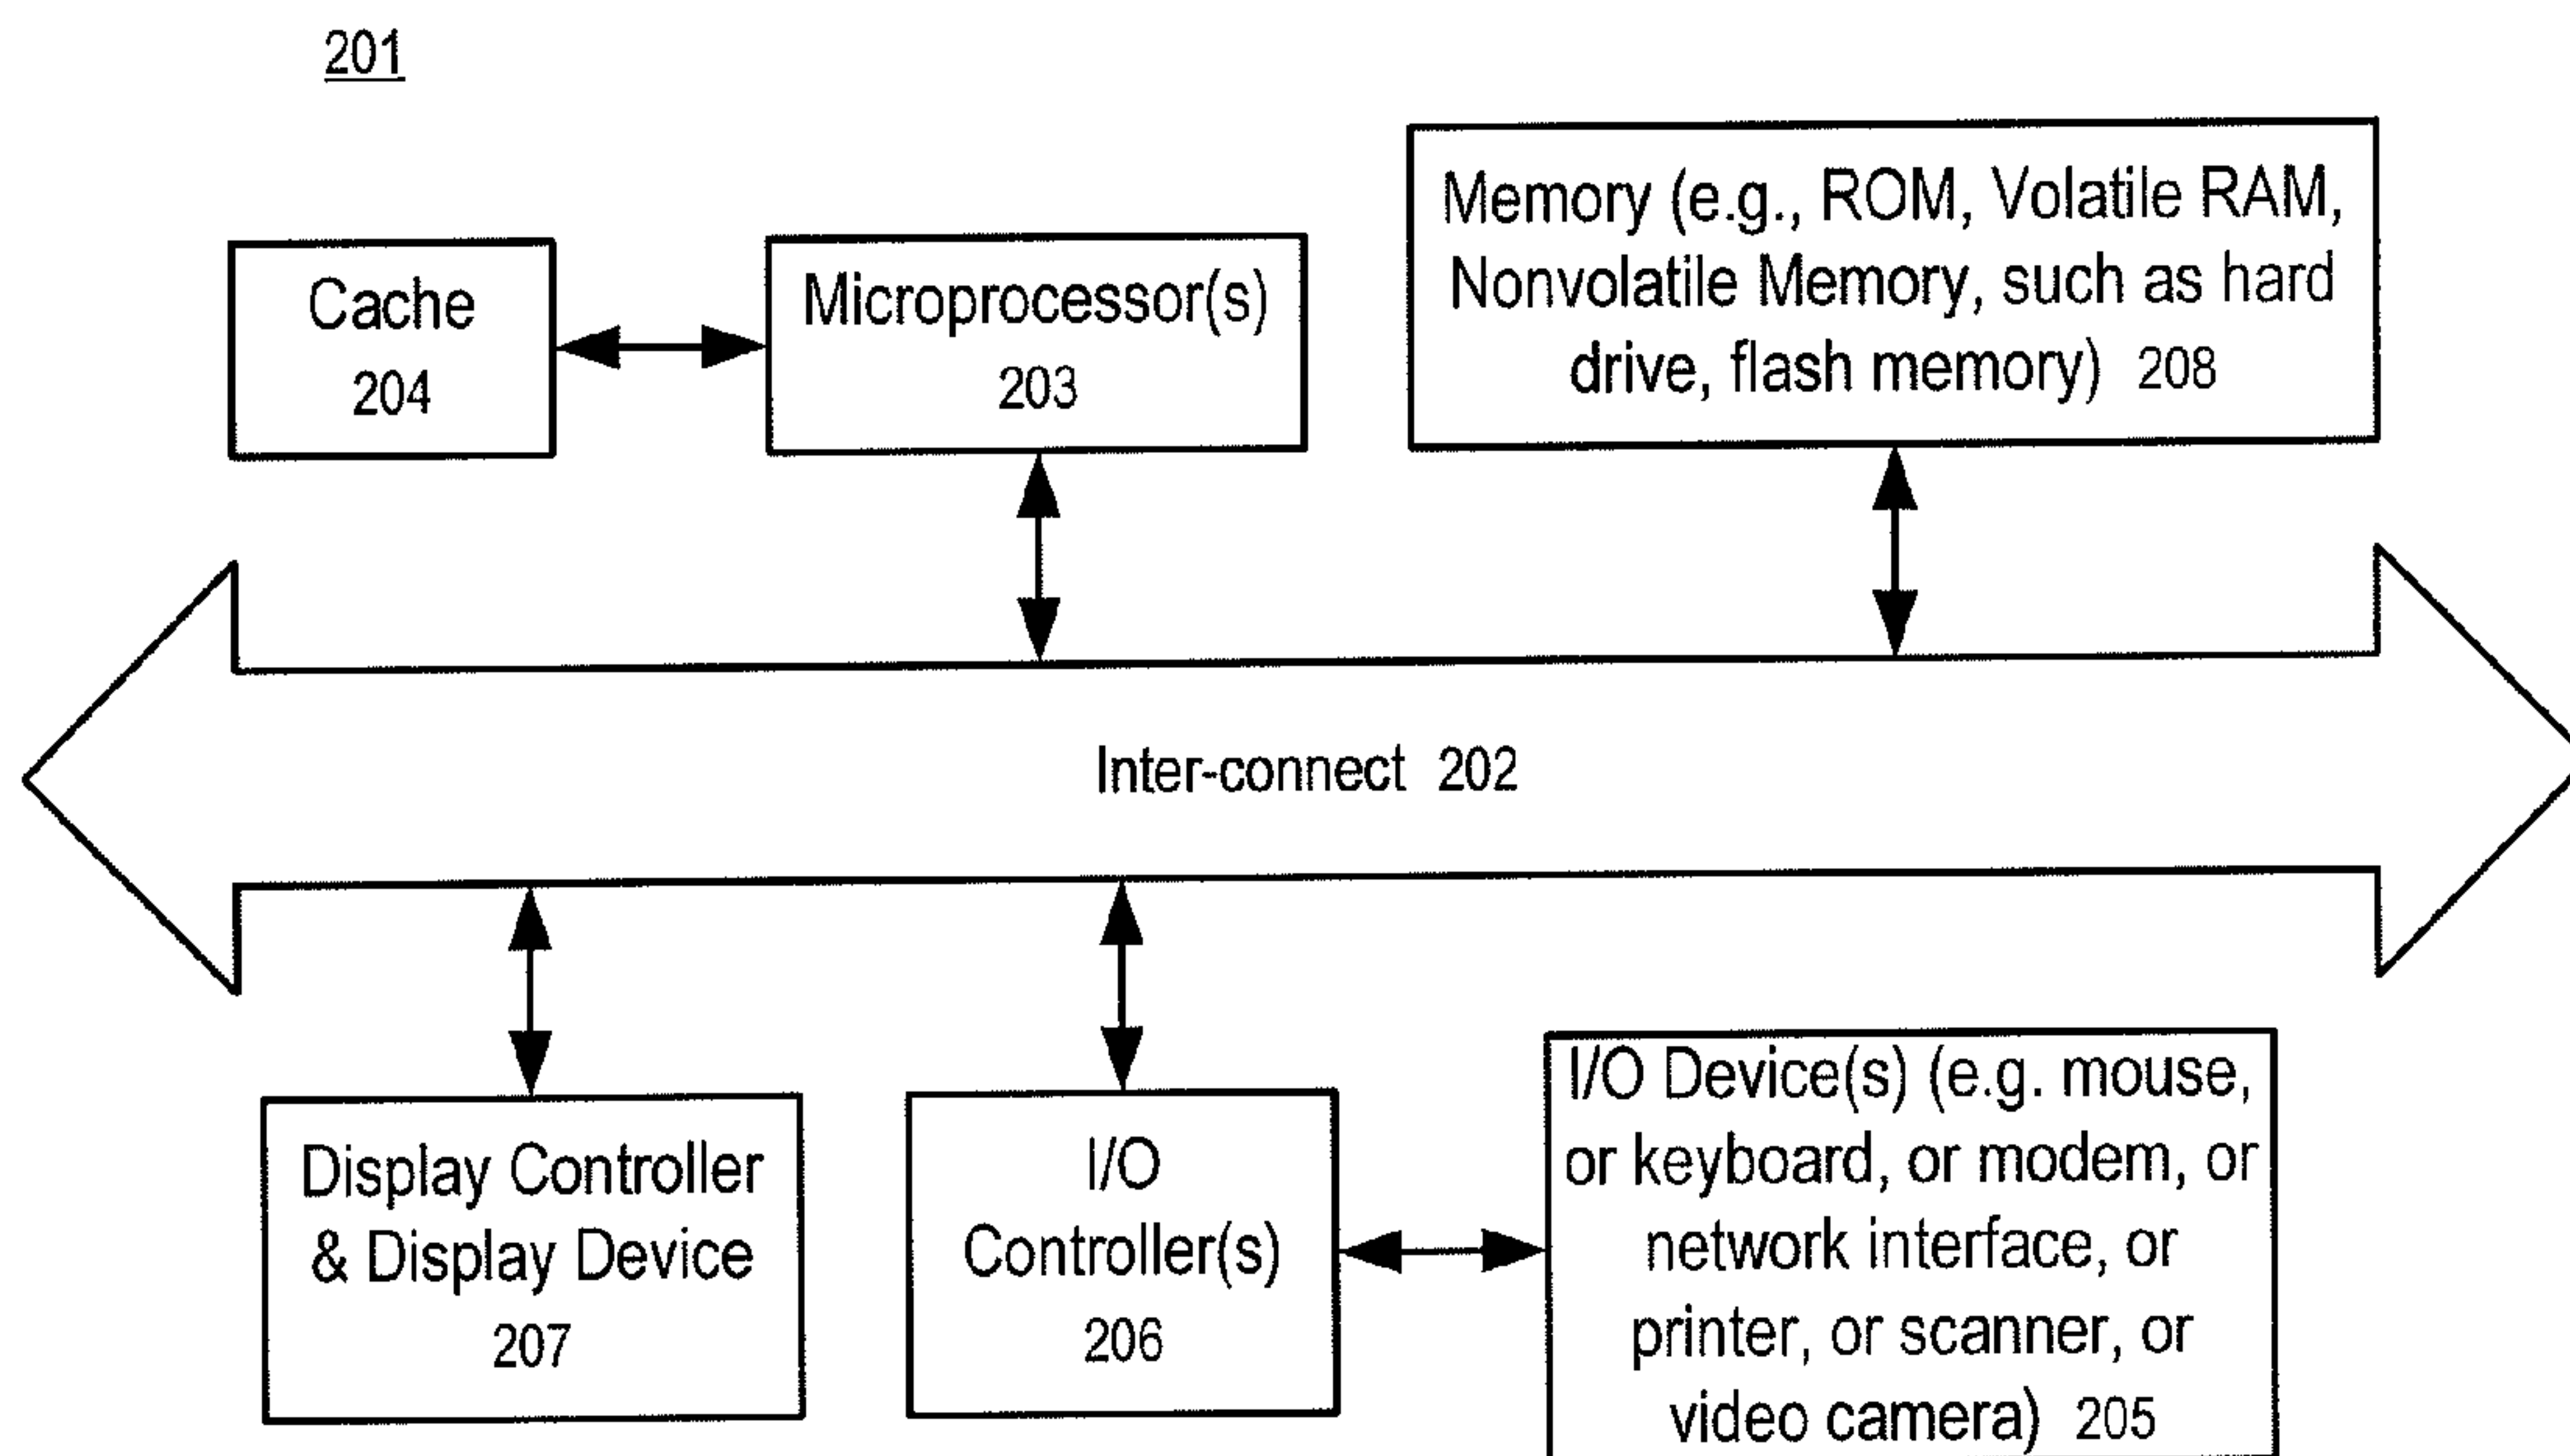 201
Cache
204
Microprocessor(s)
203
Memory (e.g., ROM, Volatile RAM,
Nonvolatile Memory, such as hard
drive, flash memory) 208
Inter-connect 202
Display Controller
& Display Device
207
I/O
Controller(s)
206
I/O Device(s) (e.g. mouse,
or keyboard, or modem, or
network interface, or
printer, or scanner, or
video camera) 205